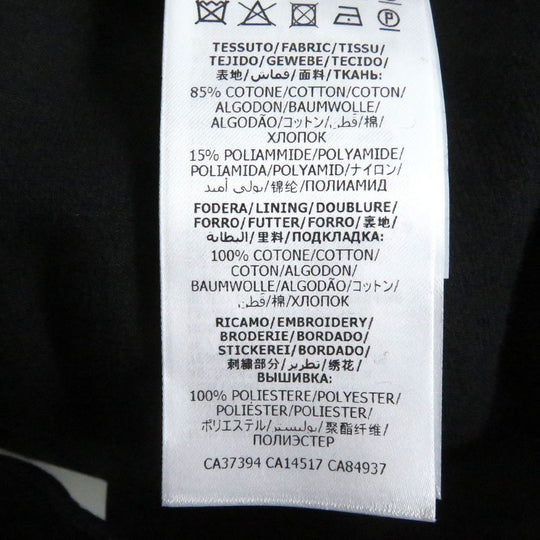 TESSUTO/FABRIC/TISSU/
TEJIDO/GEWEBE/TECIDO/
表地/قماش/面料/ТКАНЬ:
85% COTONE/COTTON/COTON/
ALGODON/BAUMWOLLE/
ALGODÃO/コットン/قطن/棉/
ХЛОПОК
15% POLIAMMIDE/POLYAMIDE/
POLIAMIDA/POLYAMID/ナイロン/
بولي أميد/锦纶/ПОЛИАМИД
FODERA/LINING/DOUBLURE/
FORRO/FUTTER/FORRO/裏地/
البطانة/里料/ПОДКЛАДКА:
100% COTONE/COTTON/
COTON/ALGODON/
BAUMWOLLE/ALGODÃO/コットン/
قطن/棉/ХЛОПОК
RICAMO/EMBROIDERY/
BRODERIE/BORDADO/
STICKEREI/BORDADO/
刺繍部分/تطريز/绣花/
ВЫШИВКА:
100% POLIESTERE/POLYESTER/
POLIÉSTER/POLIESTER/
ポリエステル/بوليستر/聚酯纤维/
ПОЛИЭСТЕР
CA37394 CA14517 CA84937